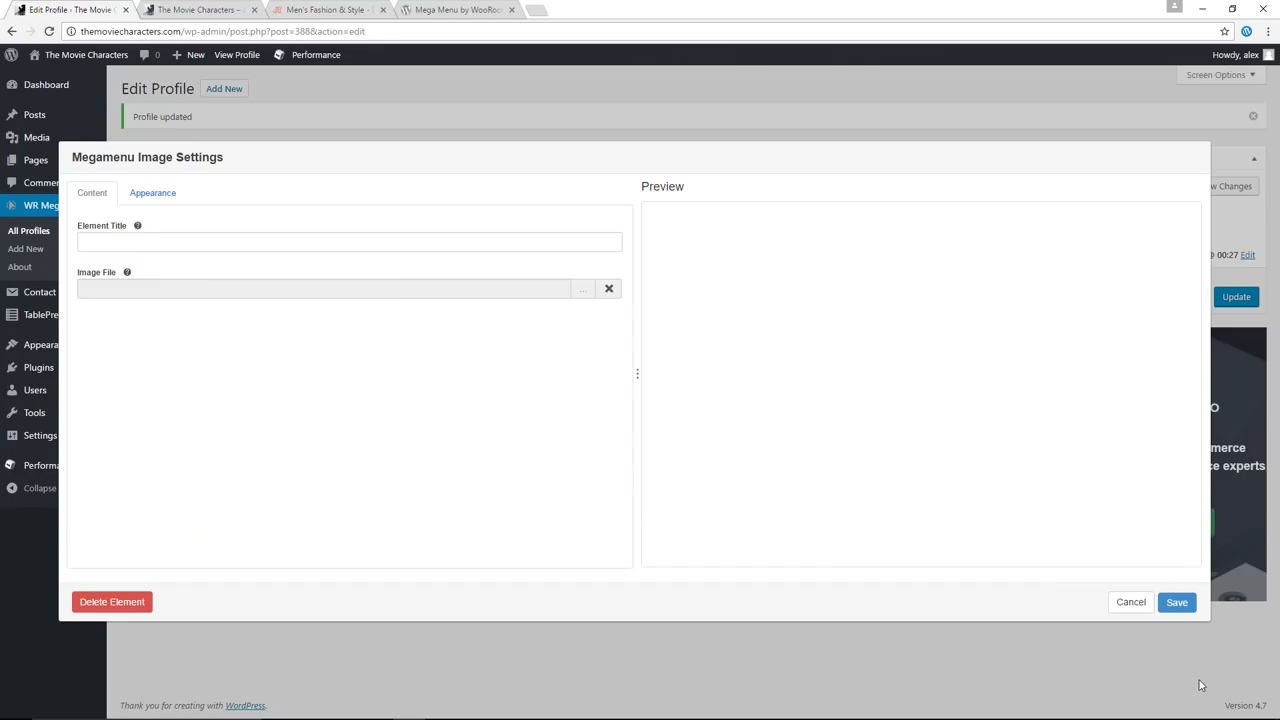 Edit Profile ‹ The Movie C
The Movie Characters –
Men's Fashion & Style -
Mega Menu by WooRo
themoviecharacters.com/wp-admin/post.php?post=388&action=edit
The Movie Characters
0
New
View Profile
Performance
Howdy, alex
Dashboard
Edit Profile
Add New
Screen Options
Posts
Profile updated
Media
Pages
Megamenu Image Settings
Comme
Content
Appearance
Preview
w Changes
WR Meg
Element Title
All Profiles
Add New
@ 00:27 Edit
About
Image File
...
Contact
Update
TablePre
Appeara
Plugins
Users
o
Tools
Settings
merce
Performa
ce experts
Collapse
Delete Element
Cancel
Save
Thank you for creating with WordPress.
Version 4.7